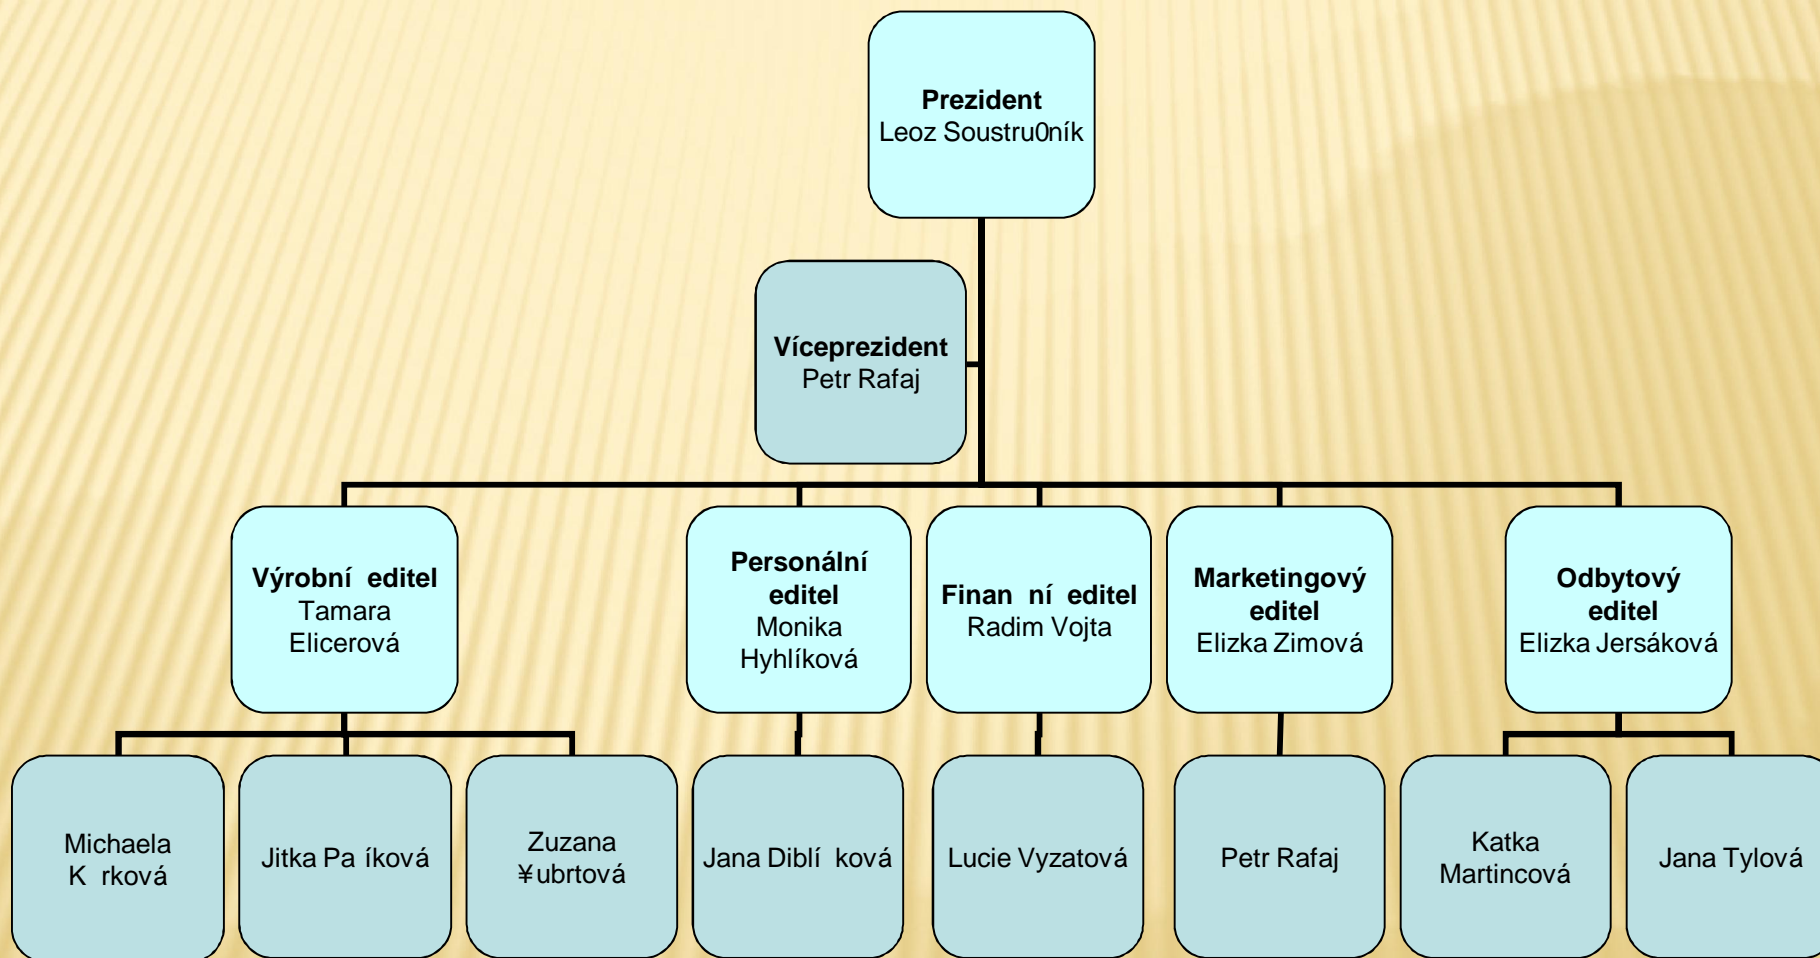 Prezident
Leoz Soustru0ník
Víceprezident
Petr Rafaj
Výrobní editel
Tamara
Elicerová
Personální
editel
Monika
Hyhlíková
Finan ní editel
Radim Vojta
Marketingový
editel
Elizka Zimová
Odbytový
editel
Elizka Jersáková
Michaela
K rková
Jitka Pa íková
Zuzana
¥ubrtová
Jana Diblí ková
Lucie Vyzatová
Petr Rafaj
Katka
Martincová
Jana Tylová